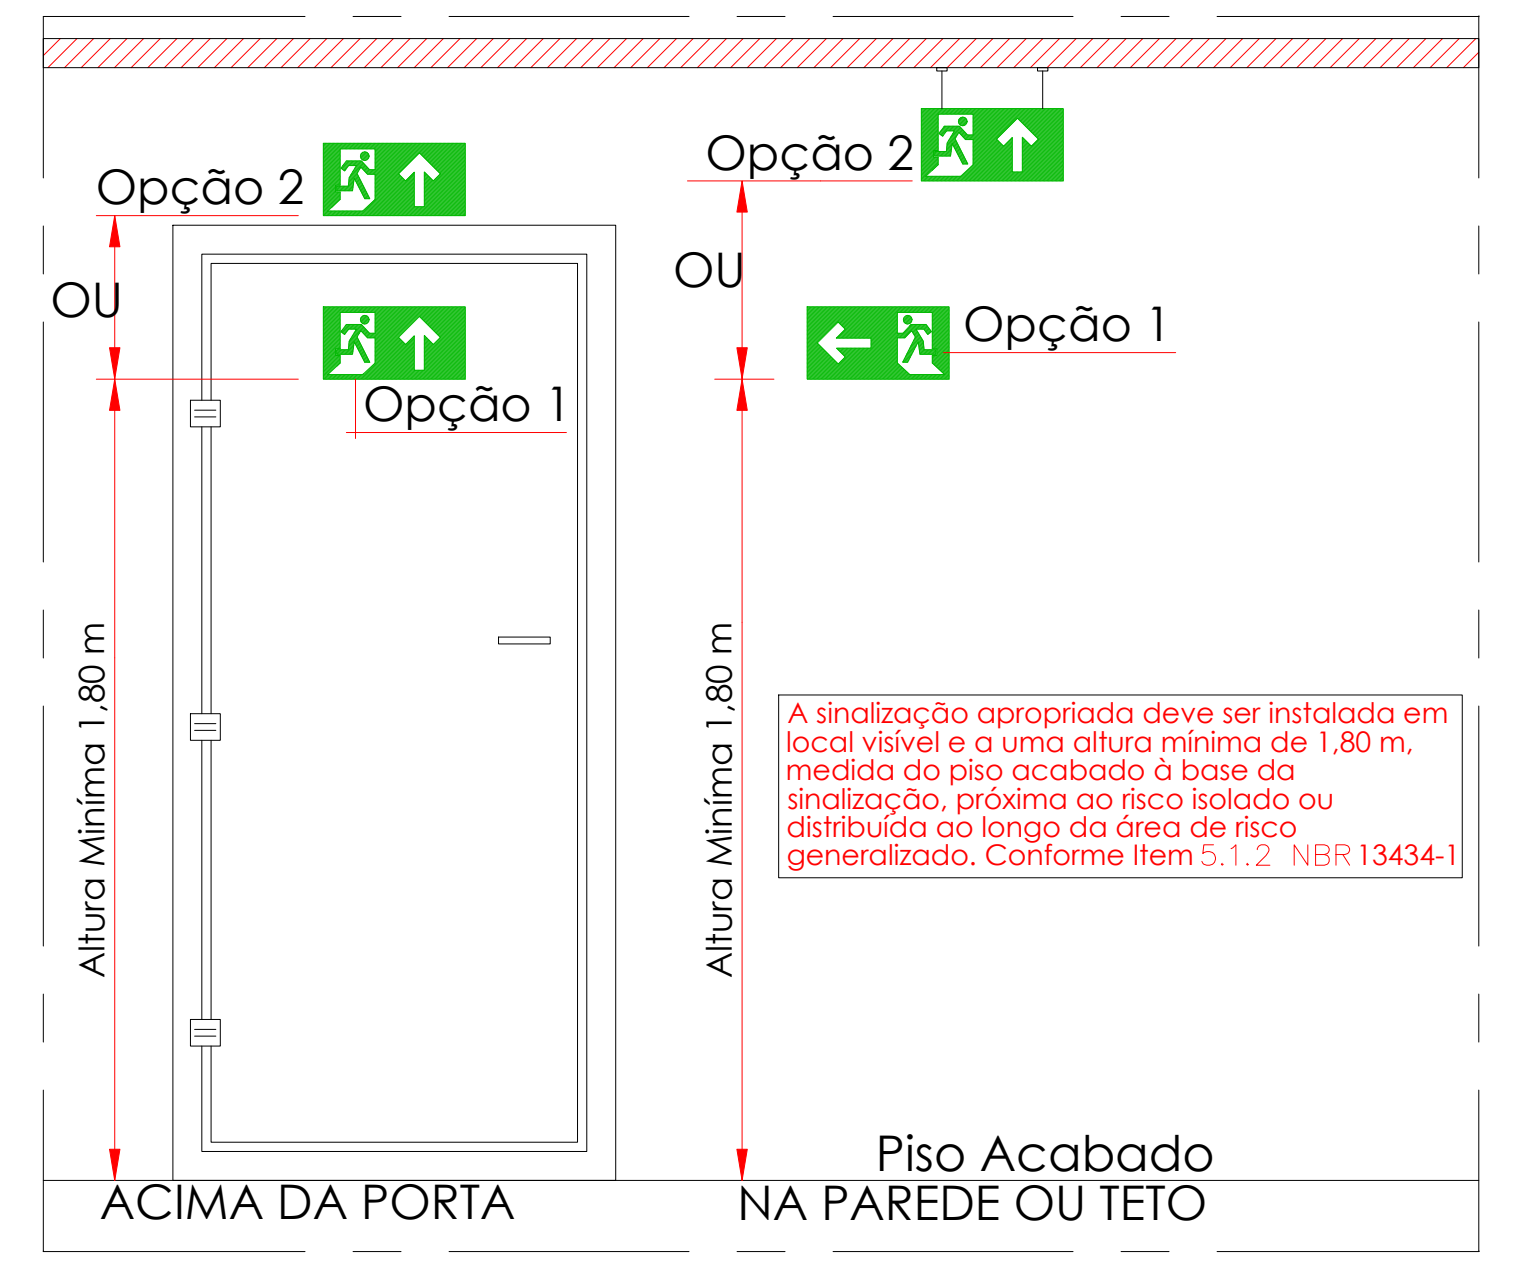 Opção 2
OU
Opção 1
Altura Miníma 1,80 m
ACIMA DA PORTA
Opção 2
OU
Opção 1
Altura Miníma 1,80 m
A sinalização apropriada deve ser instalada em
local visível e a uma altura mínima de 1,80 m,
medida do piso acabado à base da
sinalização, próxima ao risco isolado ou
distribuída ao longo da área de risco
generalizado. Conforme Item 5.1.2 NBR 13434-1
Piso Acabado
NA PAREDE OU TETO